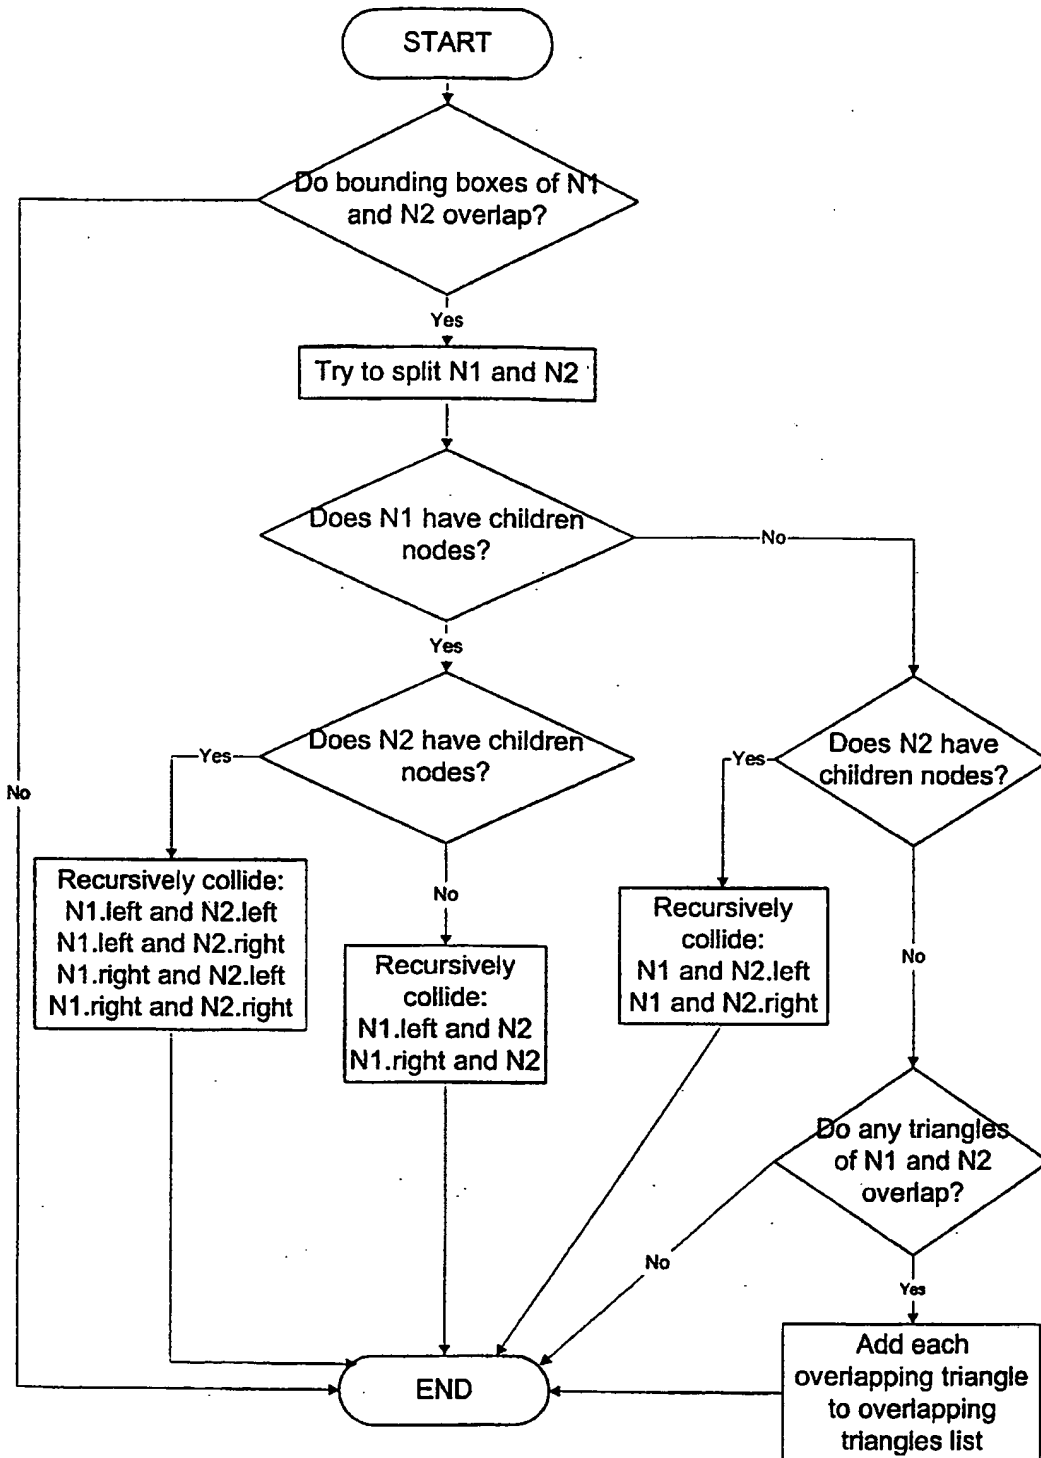 START
Do bounding boxes of N1
and N2 overlap?
Yes
Try to split N1 and N2
Does N1 have children
nodes?
No
Yes
Does N2 have children
nodes?
Yes
Does N2 have
children nodes?
Yes
No
Recursively collide:
N1.left and N2.left
N1.left and N2.right
N1.right and N2.left
N1.right and N2.right
No
Recursively
collide:
N1.left and N2
N1.right and N2
Recursively
collide:
N1 and N2.left
N1 and N2.right
No
Do any triangles
of N1 and N2
overlap?
No
Yes
Add each
overlapping triangle
to overlapping
triangles list
END